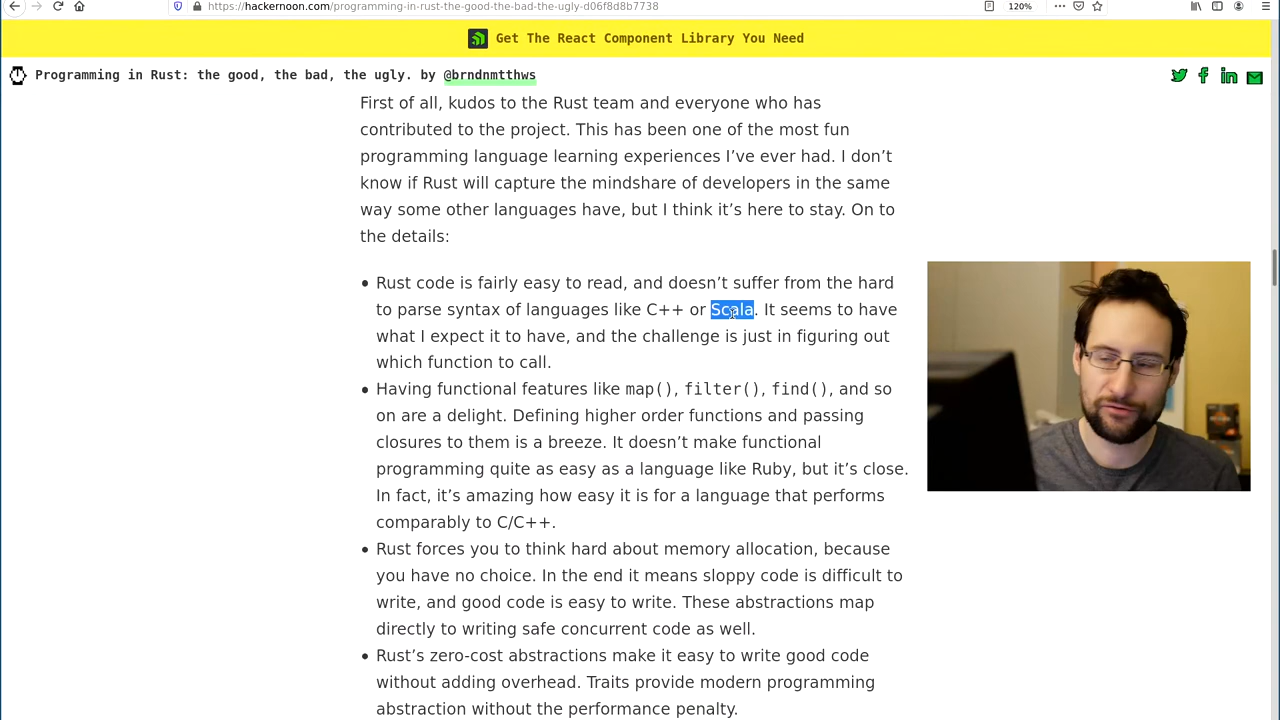 https://hackernoon.com/programming-in-rust-the-good-the-bad-the-ugly-d06f8d8b7738
120%
Get The React Component Library You Need
Programming in Rust: the good, the bad, the ugly. by @brndnmtthws
First of all, kudos to the Rust team and everyone who has
contributed to the project. This has been one of the most fun
programming language learning experiences I’ve ever had. I don’t
know if Rust will capture the mindshare of developers in the same
way some other languages have, but I think it’s here to stay. On to
the details:
• Rust code is fairly easy to read, and doesn’t suffer from the hard
to parse syntax of languages like C++ or Scala. It seems to have
what I expect it to have, and the challenge is just in figuring out
which function to call.
• Having functional features like map(), filter(), find(), and so
on are a delight. Defining higher order functions and passing
closures to them is a breeze. It doesn’t make functional
programming quite as easy as a language like Ruby, but it’s close.
In fact, it’s amazing how easy it is for a language that performs
comparably to C/C++.
• Rust forces you to think hard about memory allocation, because
you have no choice. In the end it means sloppy code is difficult to
write, and good code is easy to write. These abstractions map
directly to writing safe concurrent code as well.
• Rust’s zero-cost abstractions make it easy to write good code
without adding overhead. Traits provide modern programming
abstraction without the performance penalty.